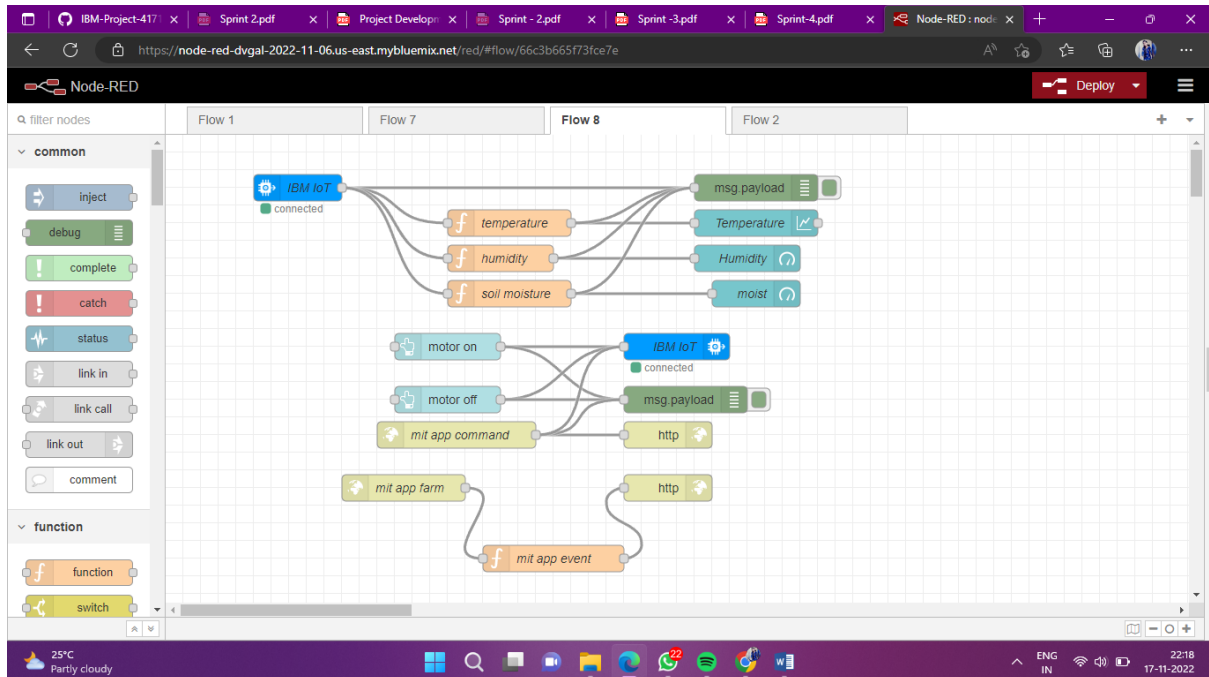 IBM-Project-4171
Sprint 2.pdf
Project Developm
Sprint - 2.pdf
Sprint -3.pdf
Sprint-4.pdf
Node-RED : node
https://node-red-dvgal-2022-11-06.us-east.mybluemix.net/red/#flow/66c3b665f73fce7e
Node-RED
Deploy
filter nodes
Flow 1
Flow 7
Flow 8
Flow 2
common
inject
debug
complete
catch
status
link in
link call
link out
comment
function
function
switch
IBM IoT
connected
msg.payload
temperature
Temperature
humidity
Humidity
soil moisture
moist
motor on
IBM IoT
connected
motor off
msg.payload
mit app command
http
mit app farm
http
mit app event
25°C
Partly cloudy
22
ENG
IN
22:18
17-11-2022